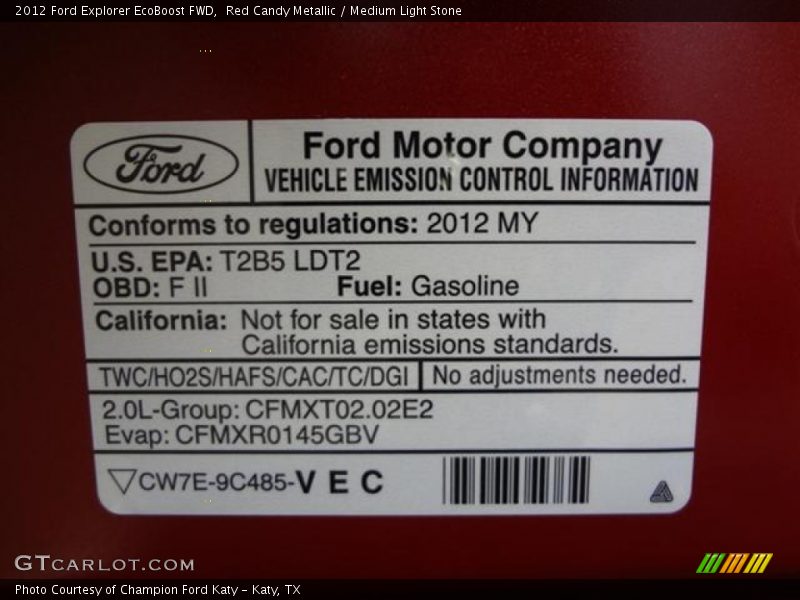 2012 Ford Explorer EcoBoost FWD,  Red Candy Metallic / Medium Light Stone
Ford
Ford Motor Company
VEHICLE EMISSION CONTROL INFORMATION
Conforms to regulations: 2012 MY
U.S. EPA: T2B5 LDT2
OBD: F II Fuel: Gasoline
California: Not for sale in states with
California emissions standards.
TWC/HO2S/HAFS/CAC/TC/DGI No adjustments needed.
2.0L-Group: CFMXT02.02E2
Evap: CFMXR0145GBV
CW7E-9C485-V E C
GTCARLOT.COM
Photo Courtesy of Champion Ford Katy - Katy, TX